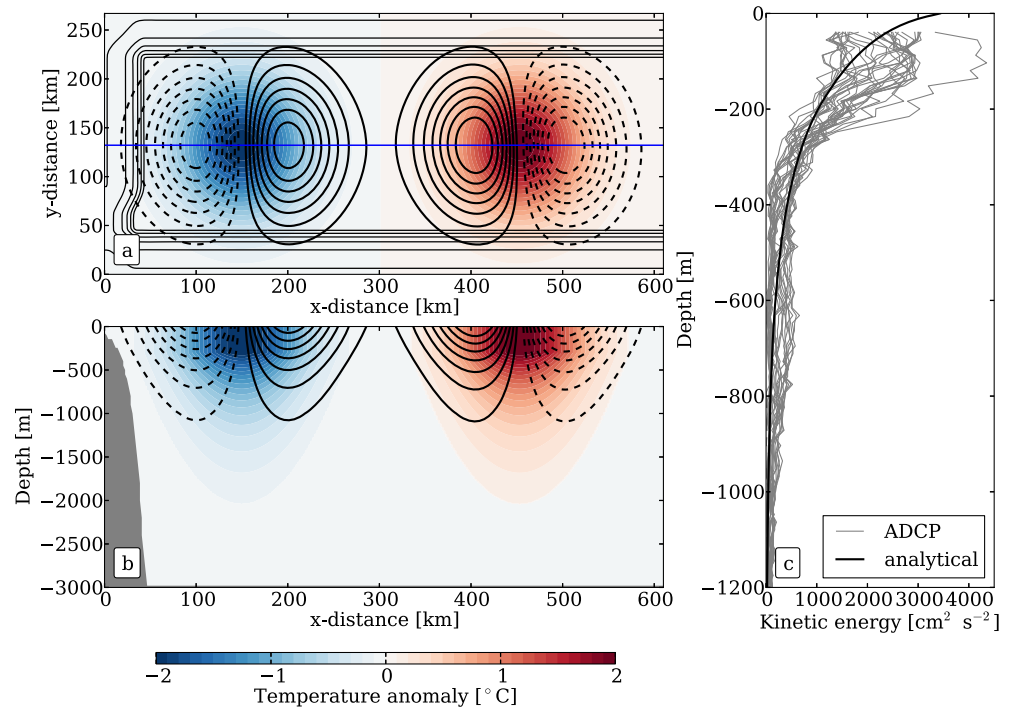 250
200
150
100
50
0
y-distance [km]
a
0 100 200 300 400 500 600
x-distance [km]
0
−500
−1000
−1500
−2000
−2500
−3000
Depth [m]
b
0 100 200 300 400 500 600
x-distance [km]
−2 −1 0 1 2
Temperature anomaly [°C]
0
−200
−400
−600
−800
−1000
−1200
Depth [m]
ADCP
analytical
c
0 1000 2000 3000 4000
Kinetic energy [cm² s⁻²]